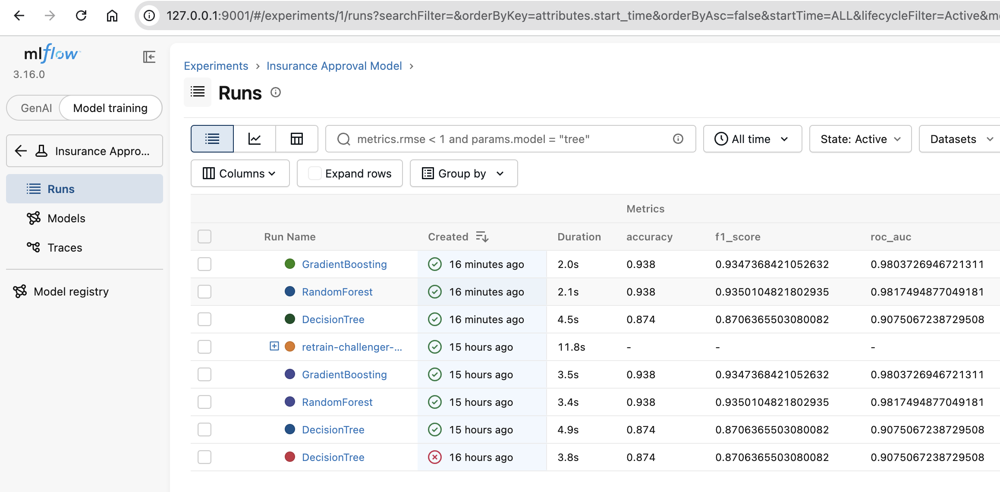 127.0.0.1:9001/#/experiments/1/runs?searchFilter=&orderByKey=attributes.start_time&orderByAsc=false&startTime=ALL&lifecycleFilter=Active&m
mlflow
3.16.0
GenAI Model training
Insurance Appro...
Runs
Models
Traces
Model registry
Experiments > Insurance Approval Model >
Runs
metrics.rmse < 1 and params.model = "tree" All time State: Active Datasets
Columns Expand rows Group by
Metrics
Run Name Created Duration accuracy f1_score roc_auc
GradientBoosting 16 minutes ago 2.0s 0.938 0.9347368421052632 0.9803726946721311
RandomForest 16 minutes ago 2.1s 0.938 0.9350104821802935 0.9817494877049181
DecisionTree 16 minutes ago 4.5s 0.874 0.8706365503080082 0.9075067238729508
retrain-challenger-... 15 hours ago 11.8s - - -
GradientBoosting 15 hours ago 3.5s 0.938 0.9347368421052632 0.9803726946721311
RandomForest 15 hours ago 3.4s 0.938 0.9350104821802935 0.9817494877049181
DecisionTree 15 hours ago 4.9s 0.874 0.8706365503080082 0.9075067238729508
DecisionTree 16 hours ago 3.8s 0.874 0.8706365503080082 0.9075067238729508